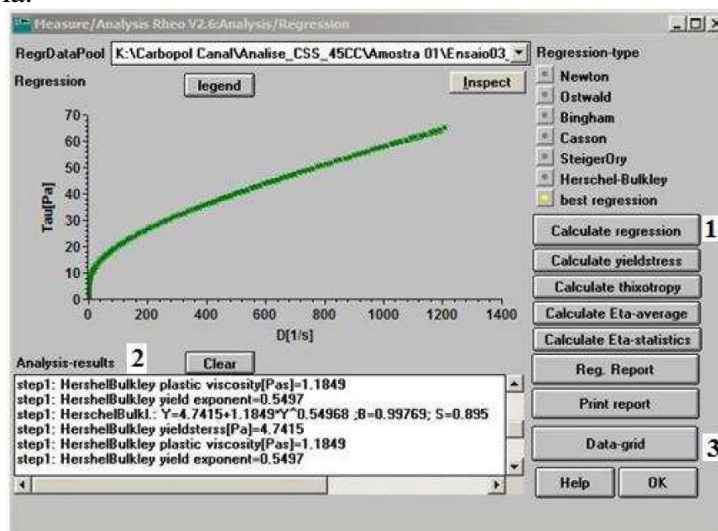 ia.
Measure/Analysis Rheo V2.6:Analysis/Regression
RegrDataPool K:\Carbopol Canal\Analise_CSS_45CC\Amostra 01\Ensaio03_
Regression-type
Regression
legend
Inspect
Newton
Ostwald
Bingham
Casson
SteigerOry
Herschel-Bulkley
best regression
Tau[Pa]
70
60
50
40
30
20
10
0
0 200 400 600 800 1000 1200 1400
D[1/s]
Calculate regression 1
Calculate yieldstress
Calculate thixotropy
Calculate Eta-average
Calculate Eta-statistics
Reg. Report
Print report
Data-grid 3
Help OK
Analysis-results 2 Clear
step1: HershelBulkley plastic viscosity[Pas]=1.1849
step1: HershelBulkley yield exponent=0.5497
step1: HerschelBulkl.: Y=4.7415+1.1849*Y^0.54968 ;B=0.99769; S=0.895
step1: HershelBulkley yieldsterss[Pa]=4.7415
step1: HershelBulkley plastic viscosity[Pas]=1.1849
step1: HershelBulkley yield exponent=0.5497